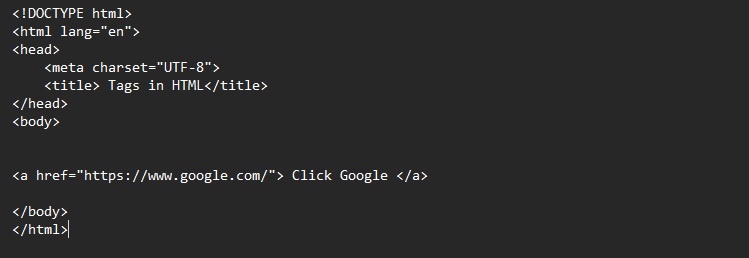 <!DOCTYPE html>
<html lang="en">
<head>
    <meta charset="UTF-8">
    <title> Tags in HTML</title>
</head>
<body>
<a href="https://www.google.com/"> Click Google </a>
</body>
</html>